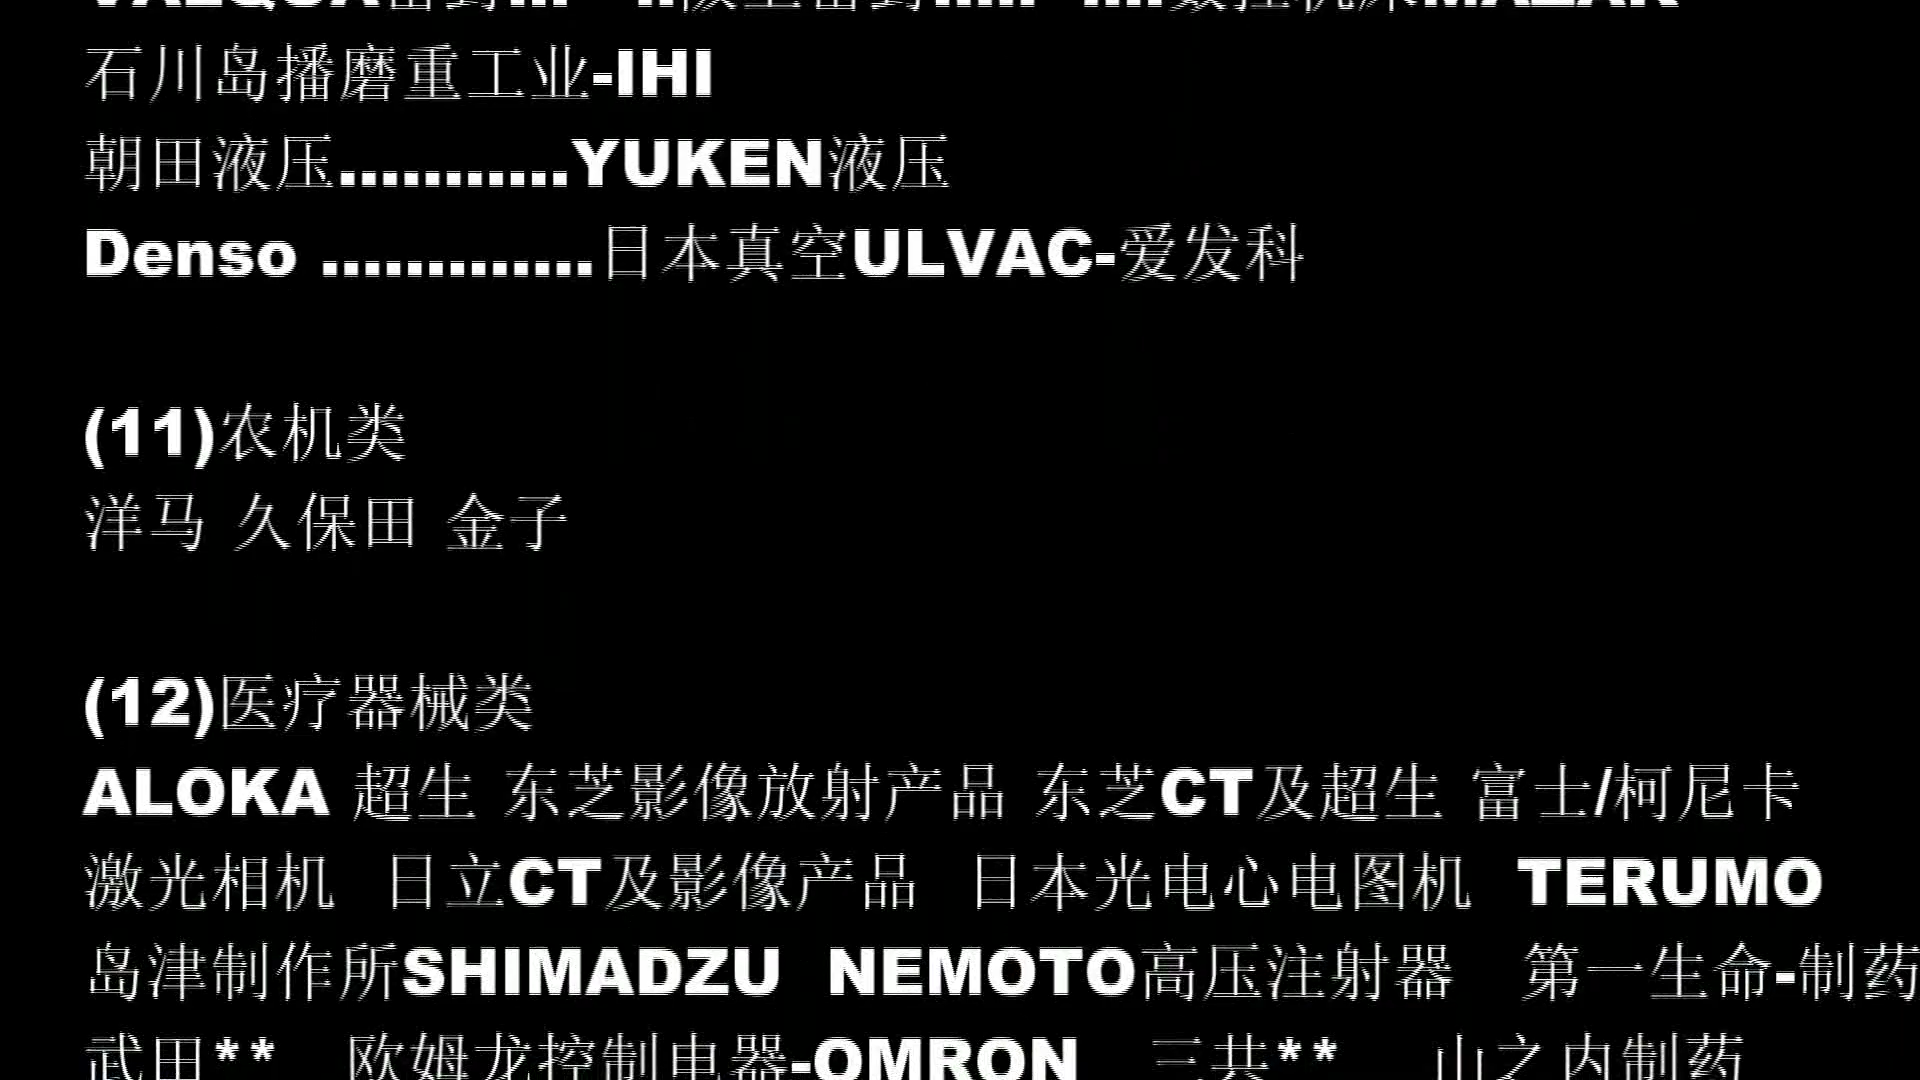 石川岛播磨重工业-IHI
朝田液压...........YUKEN液压
Denso .............日本真空ULVAC-爱发科
(11)农机类
洋马 久保田 金子
(12)医疗器械类
ALOKA 超生 东芝影像放射产品 东芝CT及超生 富士/柯尼卡
激光相机 日立CT及影像产品 日本光电心电图机 TERUMO
岛津制作所SHIMADZU NEMOTO高压注射器 第一生命-制药
武田** 欧姆龙控制电器-OMRON 三共** 山之内制药